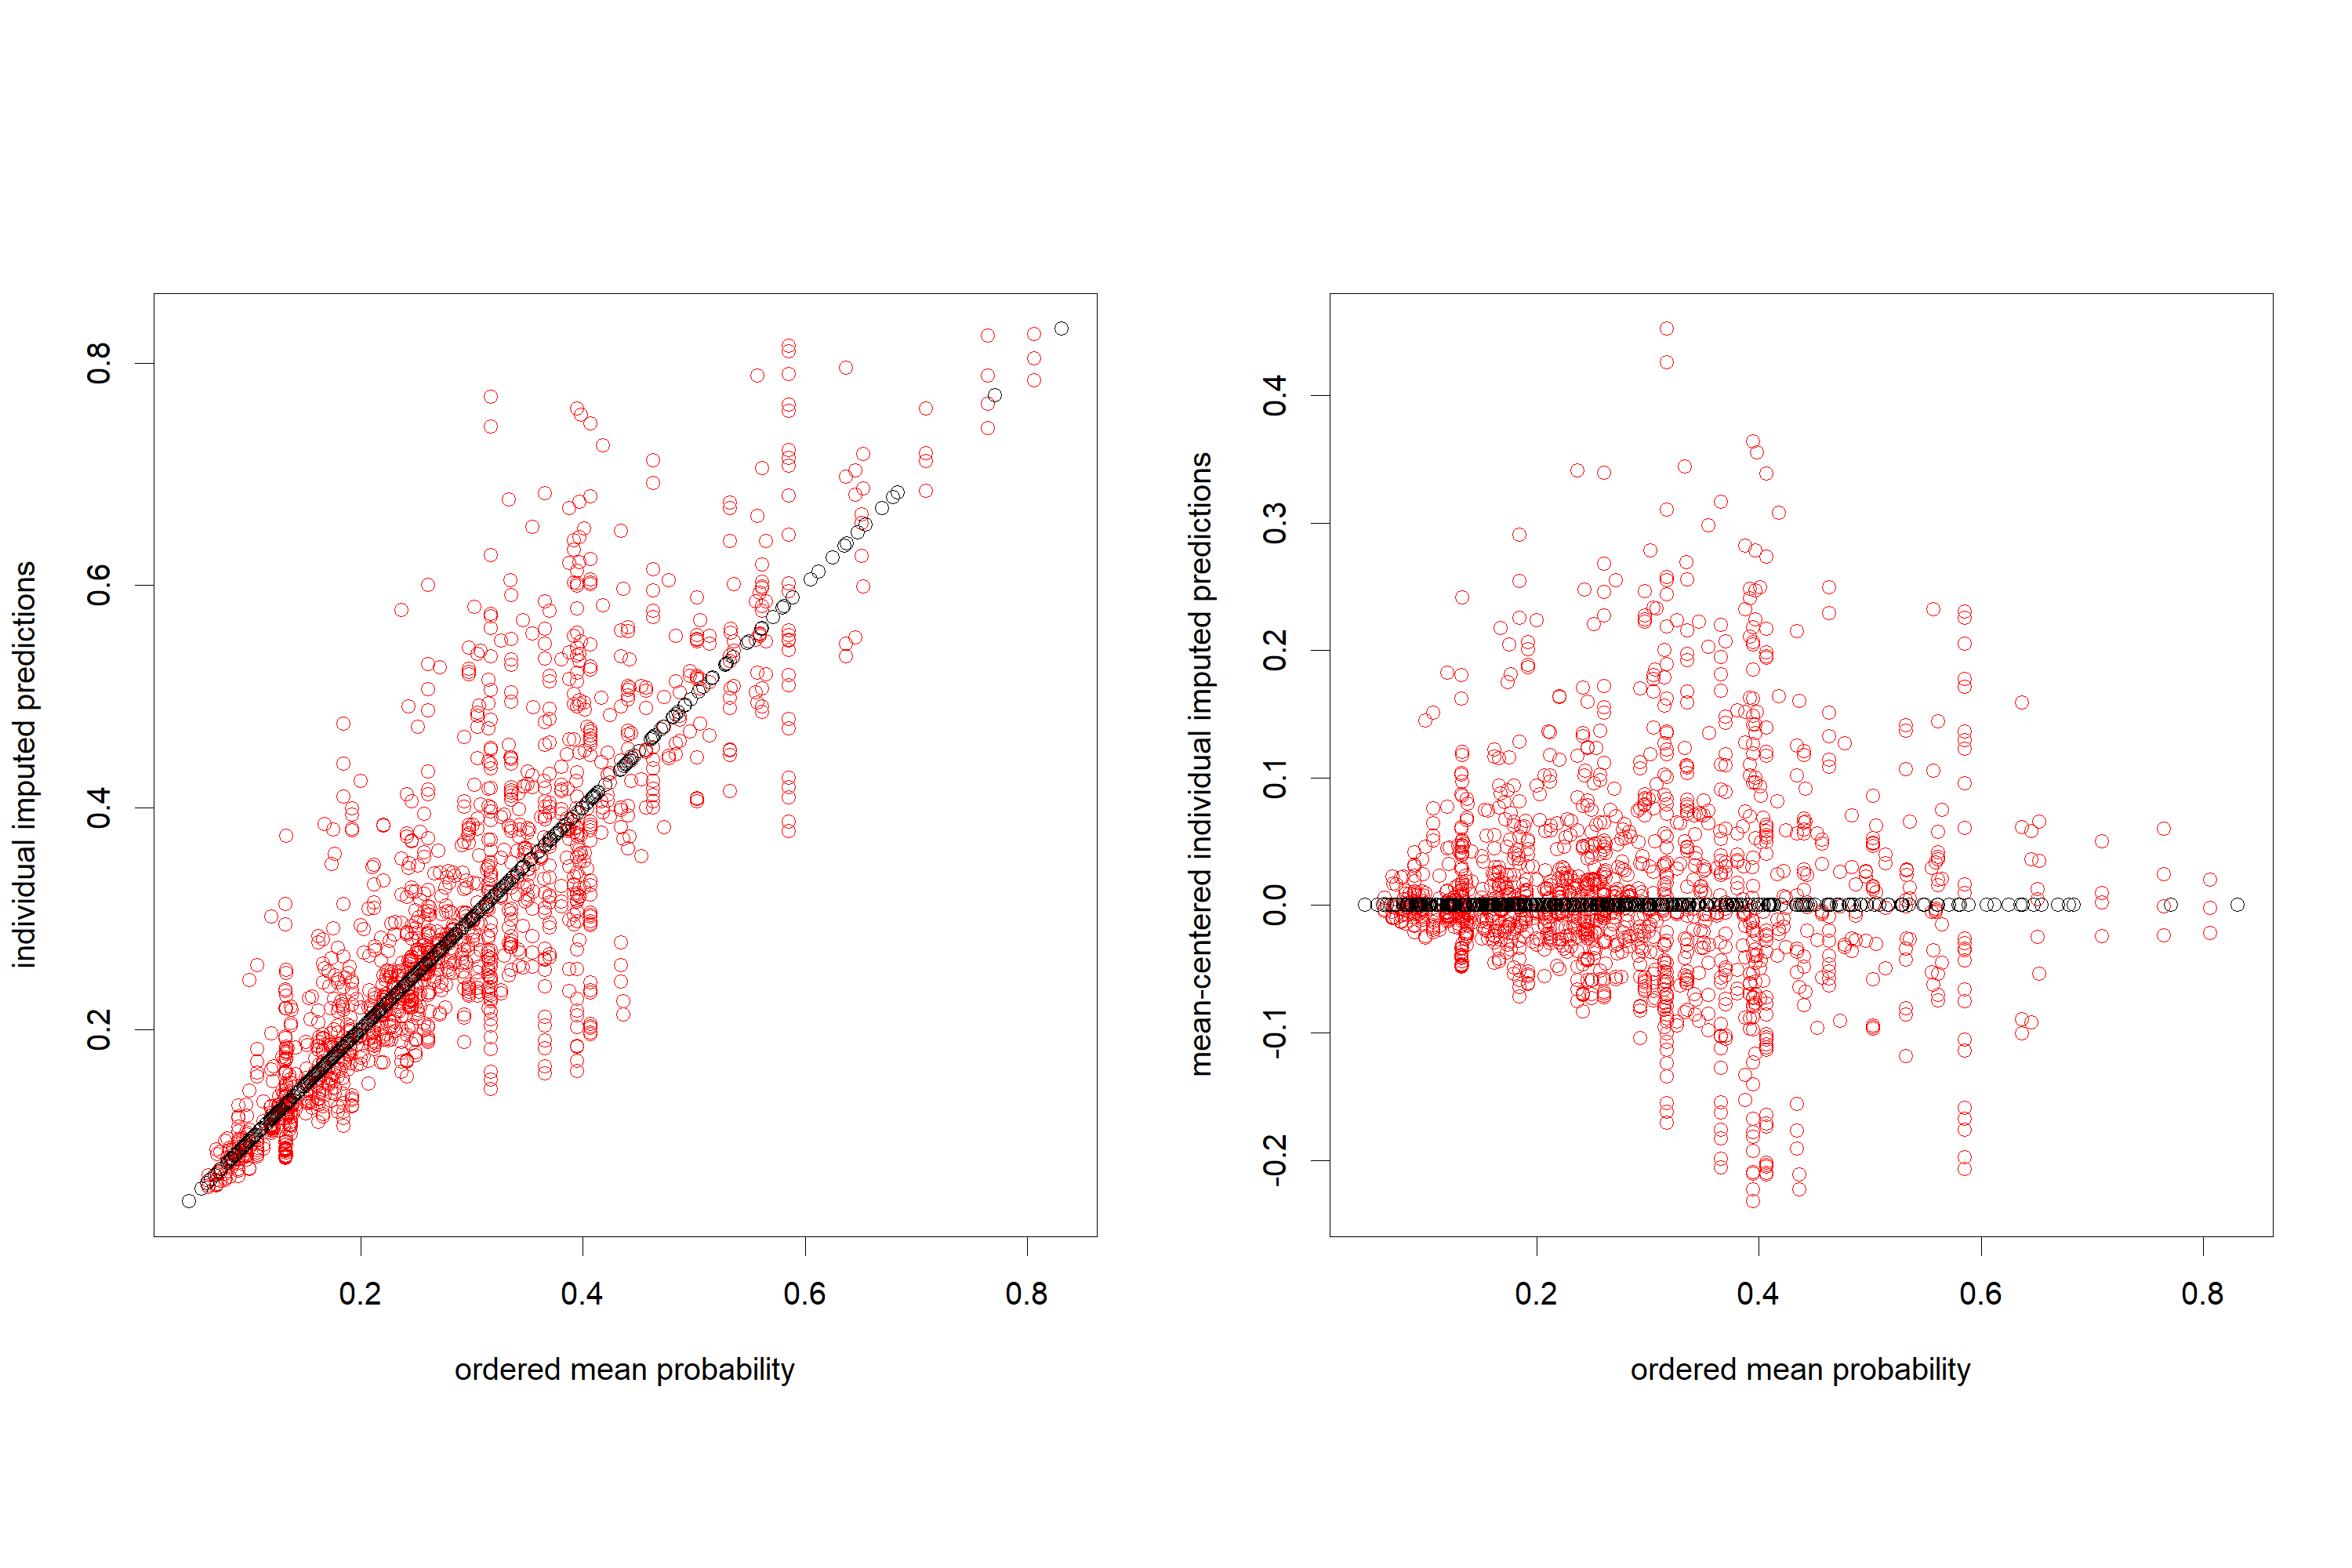 individual imputed predictions
0.8
0.6
0.4
0.2
0.2 0.4 0.6 0.8
ordered mean probability
mean-centered individual imputed predictions
0.4
0.3
0.2
0.1
0.0
-0.1
-0.2
0.2 0.4 0.6 0.8
ordered mean probability